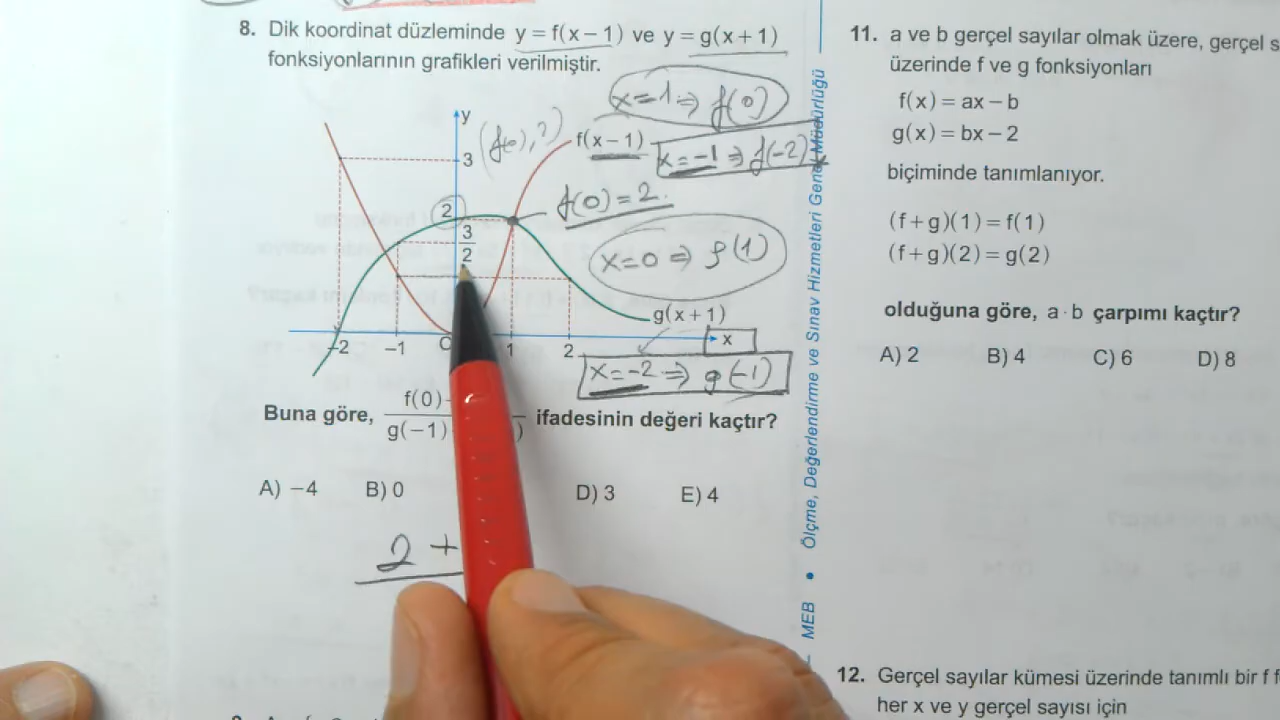 8. Dik koordinat düzleminde y = f(x − 1) ve y = g(x + 1)
fonksiyonlarının grafikleri verilmiştir.
x=1 ⇒ f(0)
y
(f(0),?)
f(x − 1)
x=-1 ⇒ f(-2)
3
2
f(0) = 2
3
2
x=0 ⇒ g(1)
g(x + 1)
x
−2 −1 O 1 2
x=-2 ⇒ g(-1)
Buna göre, f(0)
g(−1) ) ifadesinin değeri kaçtır?
A) −4 B) 0 D) 3 E) 4
2 +
MEB • Ölçme, Değerlendirme ve Sınav Hizmetleri Genel Müdürlüğü
11. a ve b gerçel sayılar olmak üzere, gerçel s
üzerinde f ve g fonksiyonları
f(x) = ax − b
g(x) = bx − 2
biçiminde tanımlanıyor.
(f + g)(1) = f(1)
(f + g)(2) = g(2)
olduğuna göre, a · b çarpımı kaçtır?
A) 2 B) 4 C) 6 D) 8
12. Gerçel sayılar kümesi üzerinde tanımlı bir f f
her x ve y gerçel sayısı için